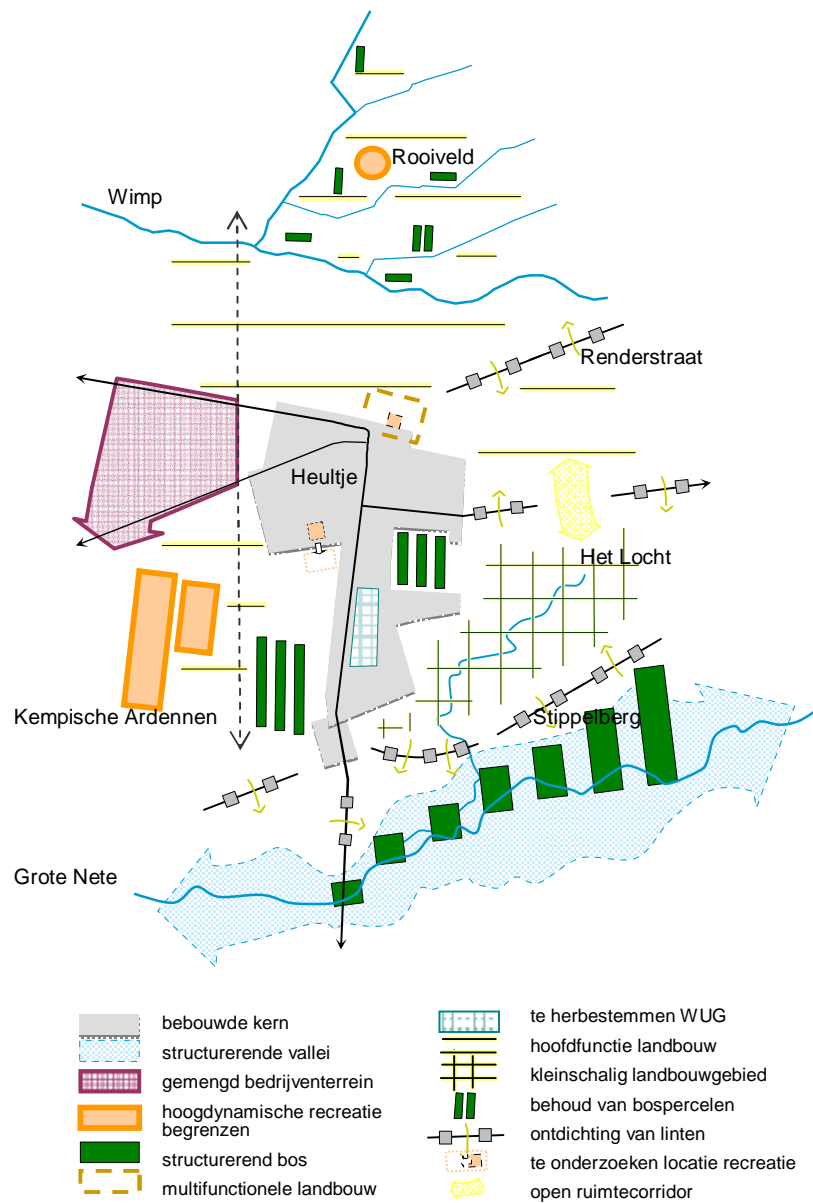 Rooiveld
Wimp
Renderstraat
Heultje
Het Locht
Kempische Ardennen
Stippelberg
Grote Nete
bebouwde kern
structurerende vallei
gemengd bedrijventerrein
hoogdynamische recreatie
begrenzen
structurerend bos
multifunctionele landbouw
te herbestemmen WUG
hoofdfunctie landbouw
kleinschalig landbouwgebied
behoud van bospercelen
ontdichting van linten
te onderzoeken locatie recreatie
open ruimtecorridor